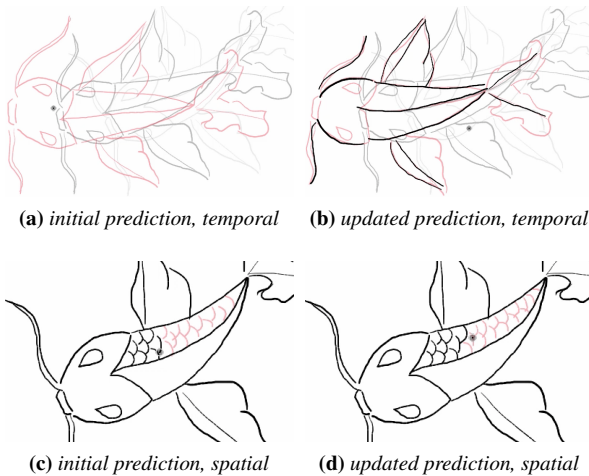 (a) initial prediction, temporal (b) updated prediction, temporal
(c) initial prediction, spatial (d) updated prediction, spatial